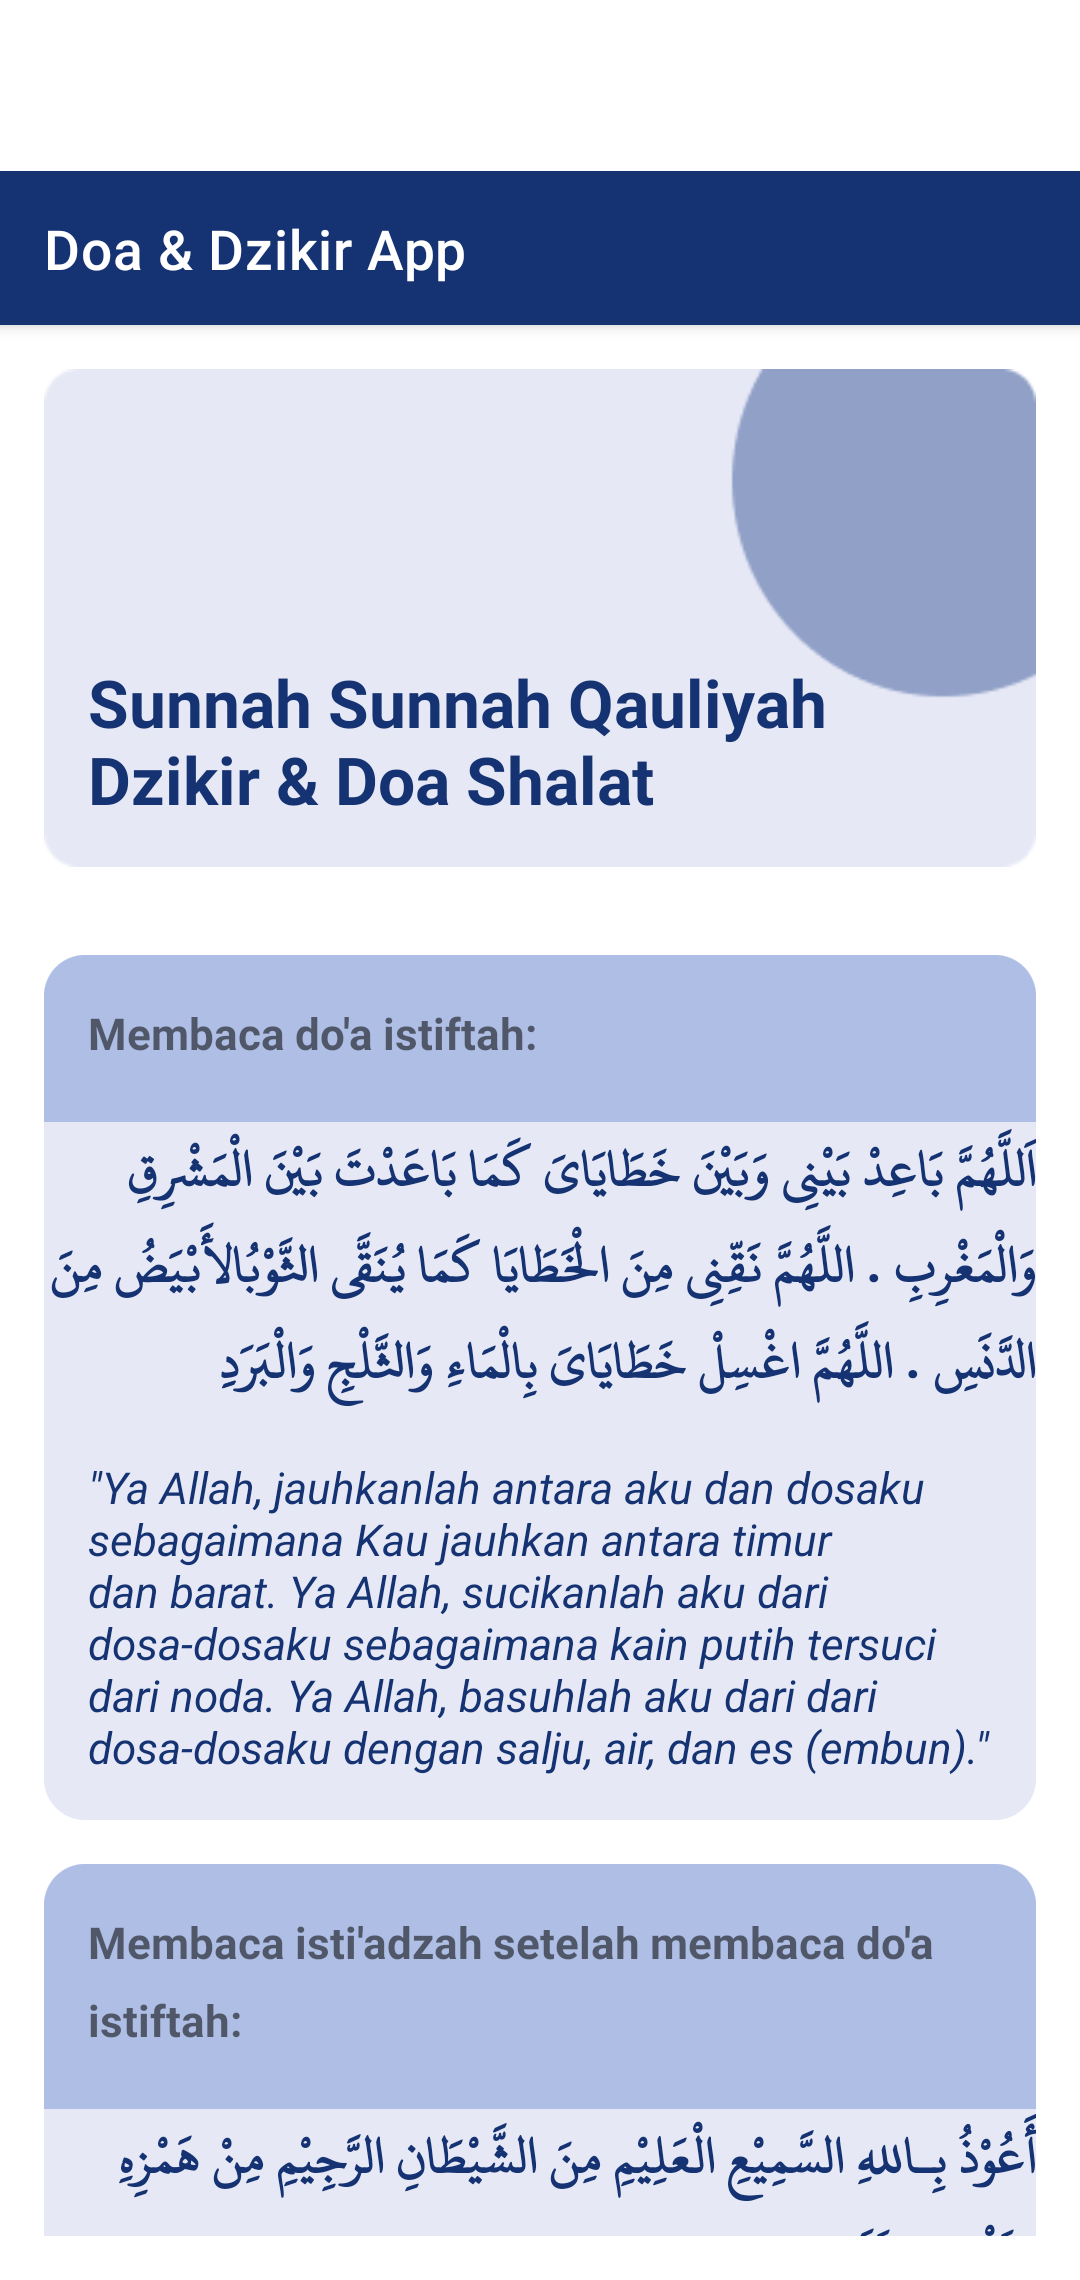 Doa & Dzikir App
Sunnah Sunnah Qauliyah
Dzikir & Doa Shalat
Membaca do'a istiftah:
اَللَّهُمَّ بَاعِدْ بَيْنِى وَبَيْنَ خَطَايَاىَ كَمَا بَاعَدْتَ بَيْنَ الْمَشْرِقِ
وَالْمَغْرِبِ . اللَّهُمَّ نَقِّنِى مِنَ الْخَطَايَا كَمَا يُنَقَّى الثَّوْبُالأَبْيَضُ مِنَ
الدَّنَسِ . اللَّهُمَّ اغْسِلْ خَطَايَاىَ بِالْمَاءِ وَالثَّلْجِ وَالْبَرَدِ
"Ya Allah, jauhkanlah antara aku dan dosaku
sebagaimana Kau jauhkan antara timur
dan barat. Ya Allah, sucikanlah aku dari
dosa-dosaku sebagaimana kain putih tersuci
dari noda. Ya Allah, basuhlah aku dari dari
dosa-dosaku dengan salju, air, dan es (embun)."
Membaca isti'adzah setelah membaca do'a
istiftah:
أَعُوْذُ بِـاللهِ السَّمِيْعِ الْعَلِيْمِ مِنَ الشَّيْطَانِ الرَّجِيْمِ مِنْ هَمْزِهِ